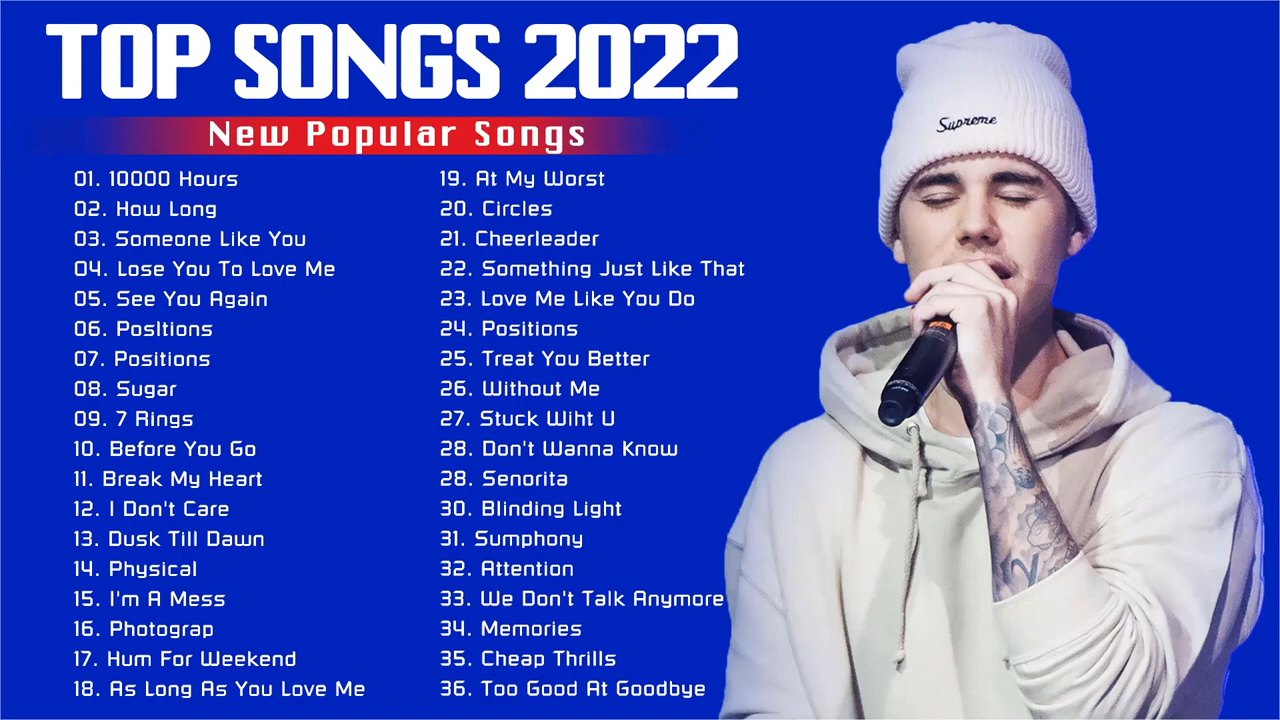 TOP SONGS 2022
New Popular Songs
01. 10000 Hours
02. How Long
03. Someone Like You
04. Lose You To Love Me
05. See You Again
06. PosItions
07. Positions
08. Sugar
09. 7 Rings
10. Before You Go
11. Break My Heart
12. I Don't Care
13. Dusk Till Dawn
14. Physical
15. I'm A Mess
16. Photograp
17. Hum For Weekend
18. As Long As You Love Me
19. At My Worst
20. Circles
21. Cheerleader
22. Something Just Like That
23. Love Me Like You Do
24. Positions
25. Treat You Better
26. Without Me
27. Stuck Wiht U
28. Don't Wanna Know
28. Senorita
30. Blinding Light
31. Sumphony
32. Attention
33. We Don't Talk Anymore
34. Memories
35. Cheap Thrills
36. Too Good At Goodbye
Supreme